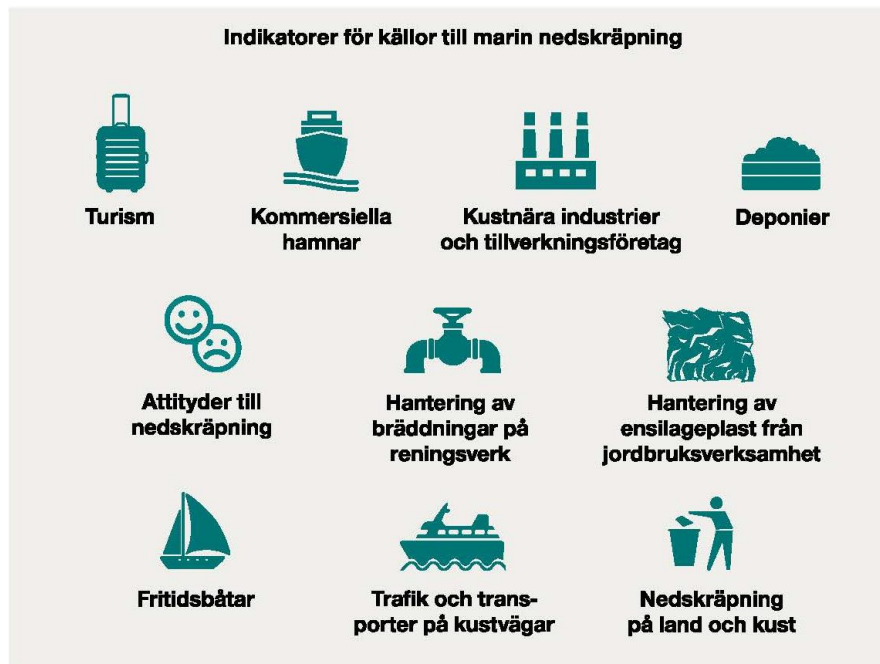 Indikatorer för källor till marin nedskräpning
Turism
Kommersiella
hamnar
Kustnära industrier
och tillverkningsföretag
Deponier
Attityder till
nedskräpning
Hantering av
bräddningar på
reningsverk
Hantering av
ensilageplast från
jordbruksverksamhet
Fritidsbåtar
Trafik och trans-
porter på kustvägar
Nedskräpning
på land och kust